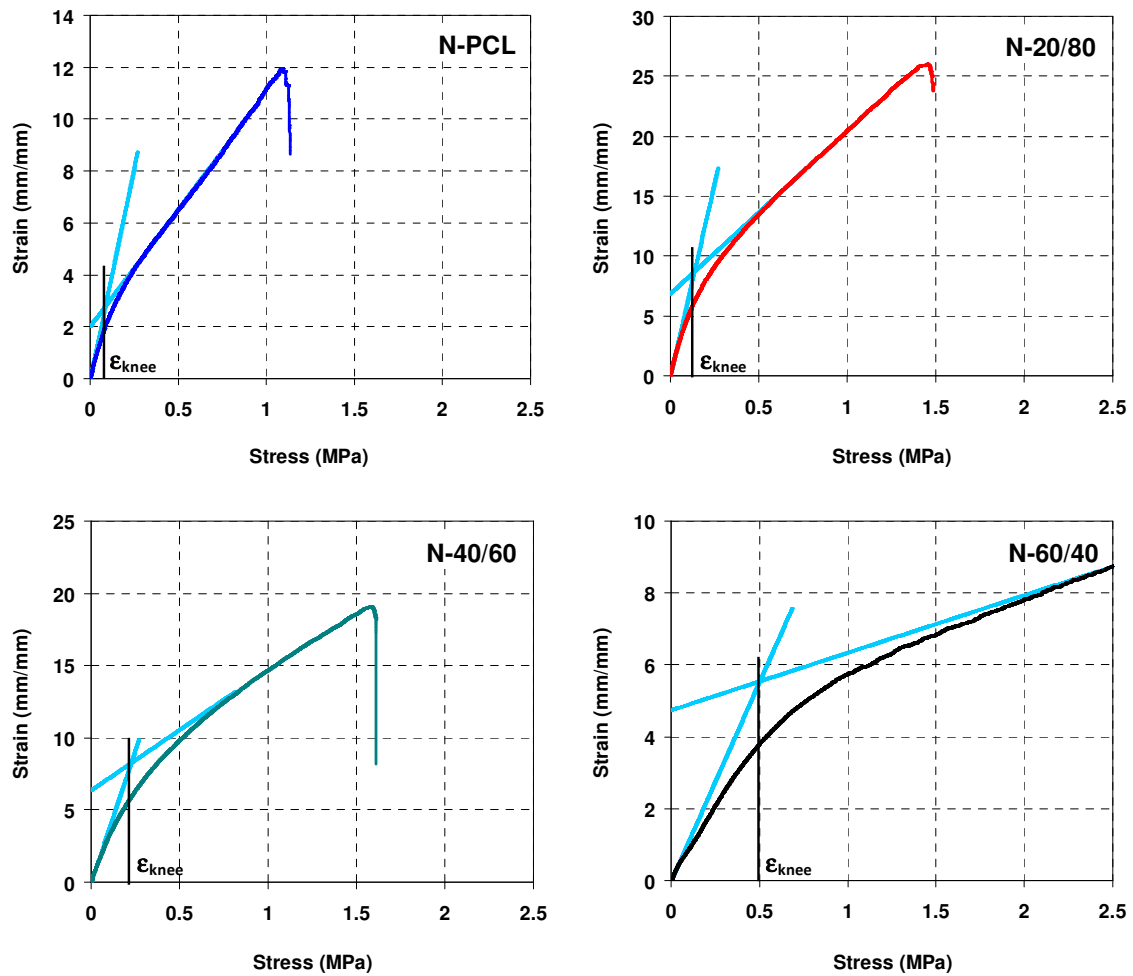 N-PCL
Strain (mm/mm)
14
12
10
8
6
4
2
0
εknee
0 0.5 1 1.5 2 2.5
Stress (MPa)
N-20/80
Strain (mm/mm)
30
25
20
15
10
5
0
εknee
0 0.5 1 1.5 2 2.5
Stress (MPa)
N-40/60
Strain (mm/mm)
25
20
15
10
5
0
εknee
0 0.5 1 1.5 2 2.5
Stress (MPa)
N-60/40
Strain (mm/mm)
10
8
6
4
2
0
εknee
0 0.5 1 1.5 2 2.5
Stress (MPa)